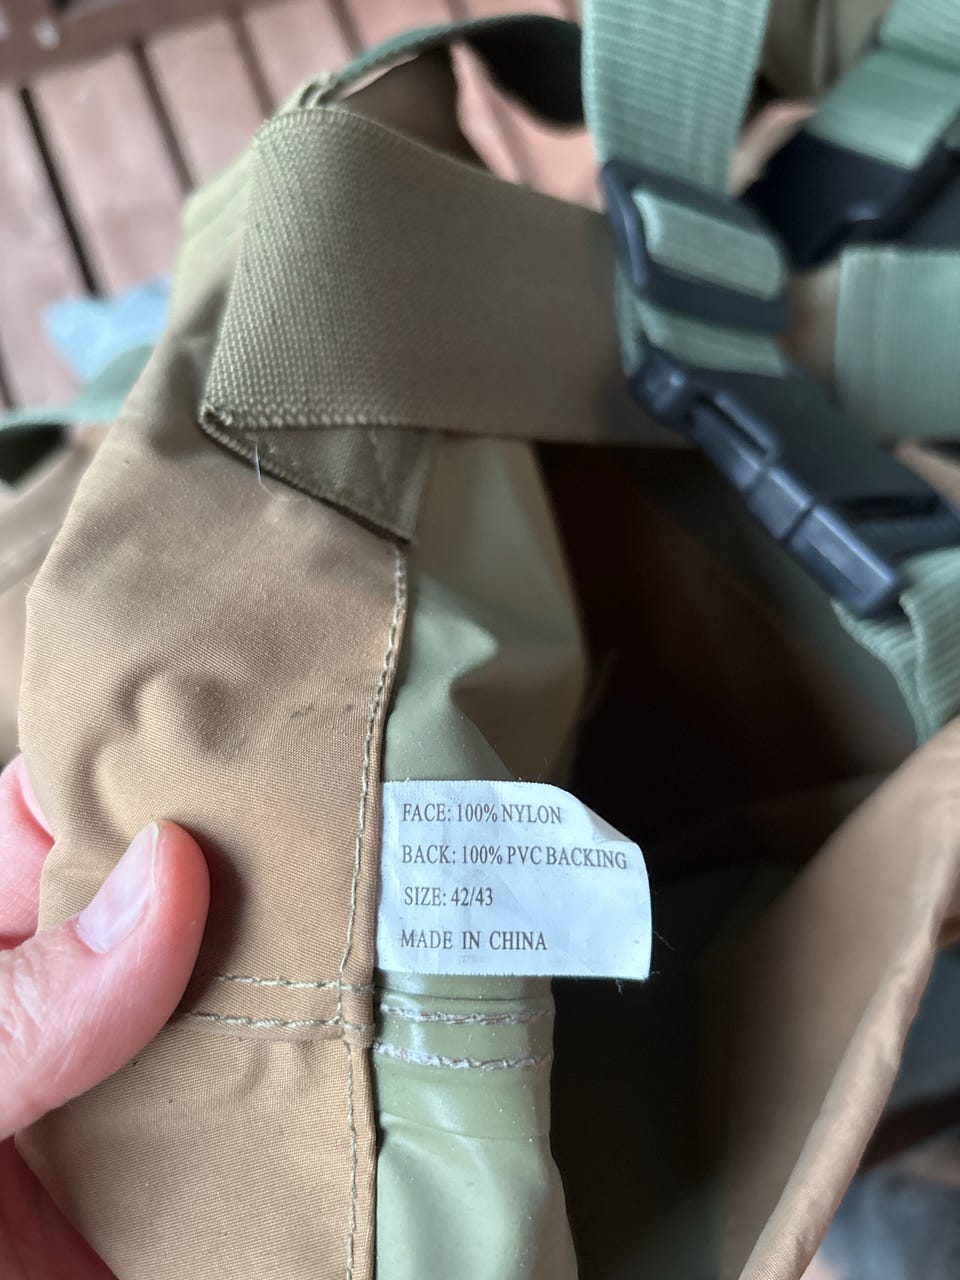 FACE: 100% NYLON
BACK: 100% PVC BACKING
SIZE: 42/43
MADE IN CHINA